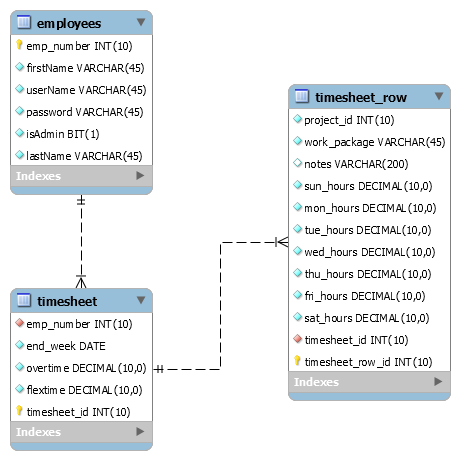 employees
emp_number INT(10)
firstName VARCHAR(45)
userName VARCHAR(45)
password VARCHAR(45)
isAdmin BIT(1)
lastName VARCHAR(45)
Indexes
timesheet
emp_number INT(10)
end_week DATE
overtime DECIMAL(10,0)
flextime DECIMAL(10,0)
timesheet_id INT(10)
Indexes
timesheet_row
project_id INT(10)
work_package VARCHAR(45)
notes VARCHAR(200)
sun_hours DECIMAL(10,0)
mon_hours DECIMAL(10,0)
tue_hours DECIMAL(10,0)
wed_hours DECIMAL(10,0)
thu_hours DECIMAL(10,0)
fri_hours DECIMAL(10,0)
sat_hours DECIMAL(10,0)
timesheet_id INT(10)
timesheet_row_id INT(10)
Indexes